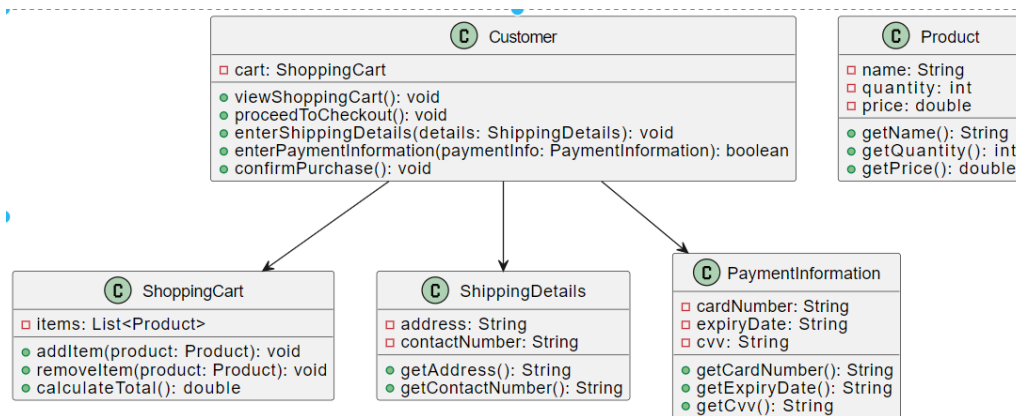 C Customer
cart: ShoppingCart
viewShoppingCart(): void
proceedToCheckout(): void
enterShippingDetails(details: ShippingDetails): void
enterPaymentInformation(paymentInfo: PaymentInformation): boolean
confirmPurchase(): void
C Product
name: String
quantity: int
price: double
getName(): String
getQuantity(): int
getPrice(): double
C ShoppingCart
items: List<Product>
addItem(product: Product): void
removeItem(product: Product): void
calculateTotal(): double
C ShippingDetails
address: String
contactNumber: String
getAddress(): String
getContactNumber(): String
C PaymentInformation
cardNumber: String
expiryDate: String
cvv: String
getCardNumber(): String
getExpiryDate(): String
getCvv(): String